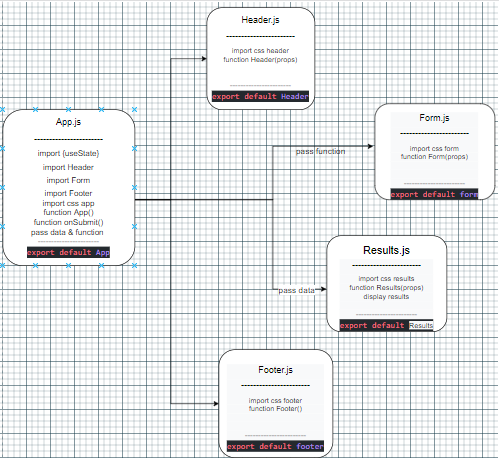 Header.js
import css header
function Header(props)
export default Header
App.js
import {useState}
import Header
import Form
import Footer
import css app
function App()
function onSubmit()
pass data & function
export default App
pass function
Form.js
import css form
function Form(props)
export default form
Results.js
import css results
function Results(props)
display results
export default Results
pass data
Footer.js
import css footer
function Footer()
export default footer